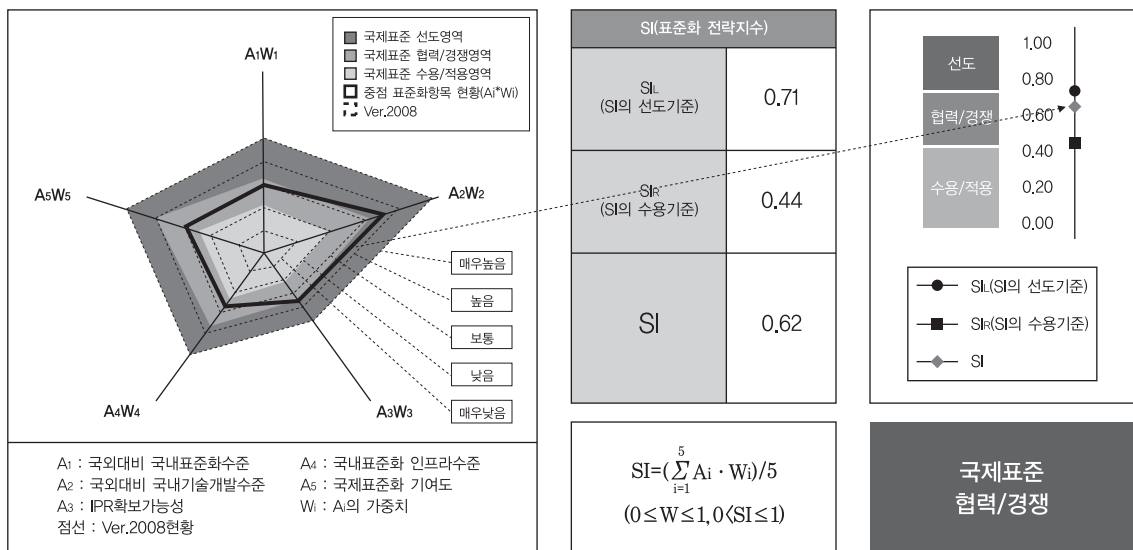 국제표준 선도영역
국제표준 협력/경쟁영역
국제표준 수용/적용영역
중점 표준화항목 현황(Ai*Wi)
Ver.2008
A1W1
A2W2
A3W3
A4W4
A5W5
매우높음
높음
보통
낮음
매우낮음
A1 : 국외대비 국내표준화수준
A2 : 국외대비 국내기술개발수준
A3 : IPR확보가능성
점선 : Ver.2008현황
A4 : 국내표준화 인프라수준
A5 : 국제표준화 기여도
Wi : Ai의 가중치
SI(표준화 전략지수)
SIL
(SI의 선도기준)
0.71
SIR
(SI의 수용기준)
0.44
SI
0.62
SI=(∑ Ai · Wi)/5
5
i=1
(0≤W≤1, 0<SI≤1)
선도
협력/경쟁
수용/적용
1.00
0.80
0.60
0.40
0.20
0.00
SIL(SI의 선도기준)
SIR(SI의 수용기준)
SI
국제표준
협력/경쟁